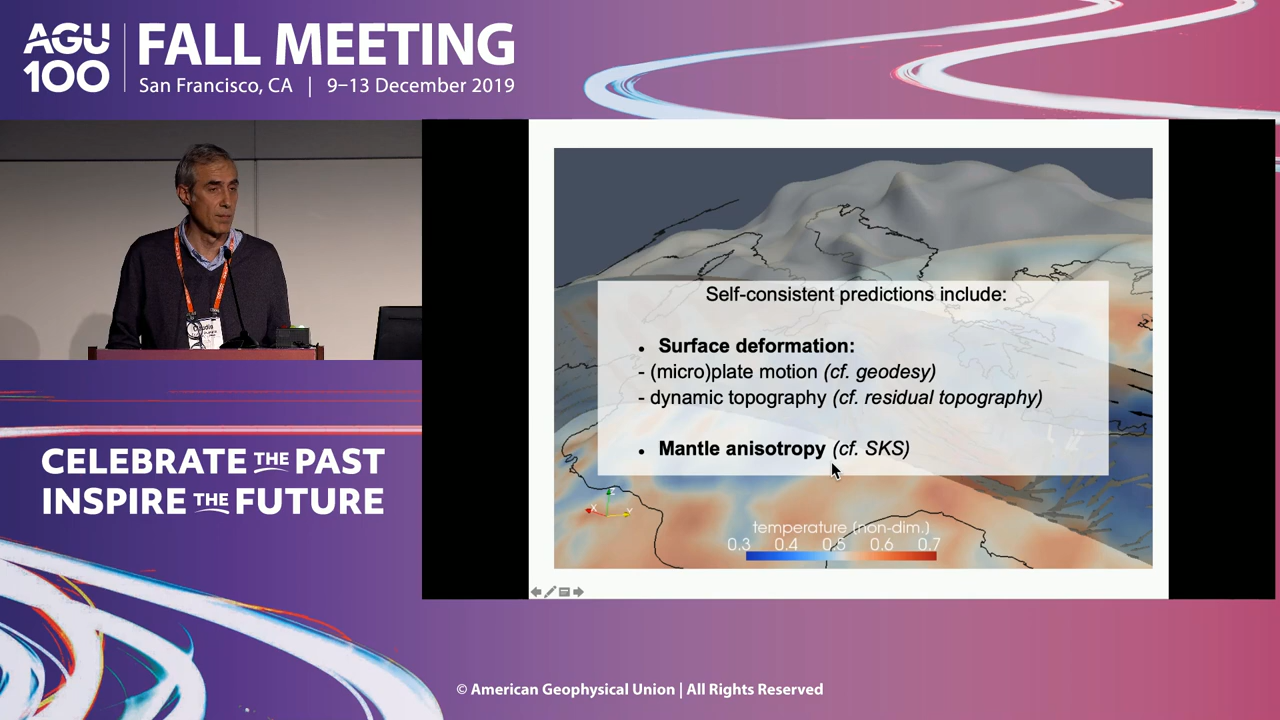 AGU
100
FALL MEETING
San Francisco, CA | 9–13 December 2019
Self-consistent predictions include:
• Surface deformation:
- (micro)plate motion (cf. geodesy)
- dynamic topography (cf. residual topography)
• Mantle anisotropy (cf. SKS)
X
Y
temperature (non-dim.)
0.3 0.4 0.5 0.6 0.7
CELEBRATE THE PAST
INSPIRE THE FUTURE
© American Geophysical Union | All Rights Reserved